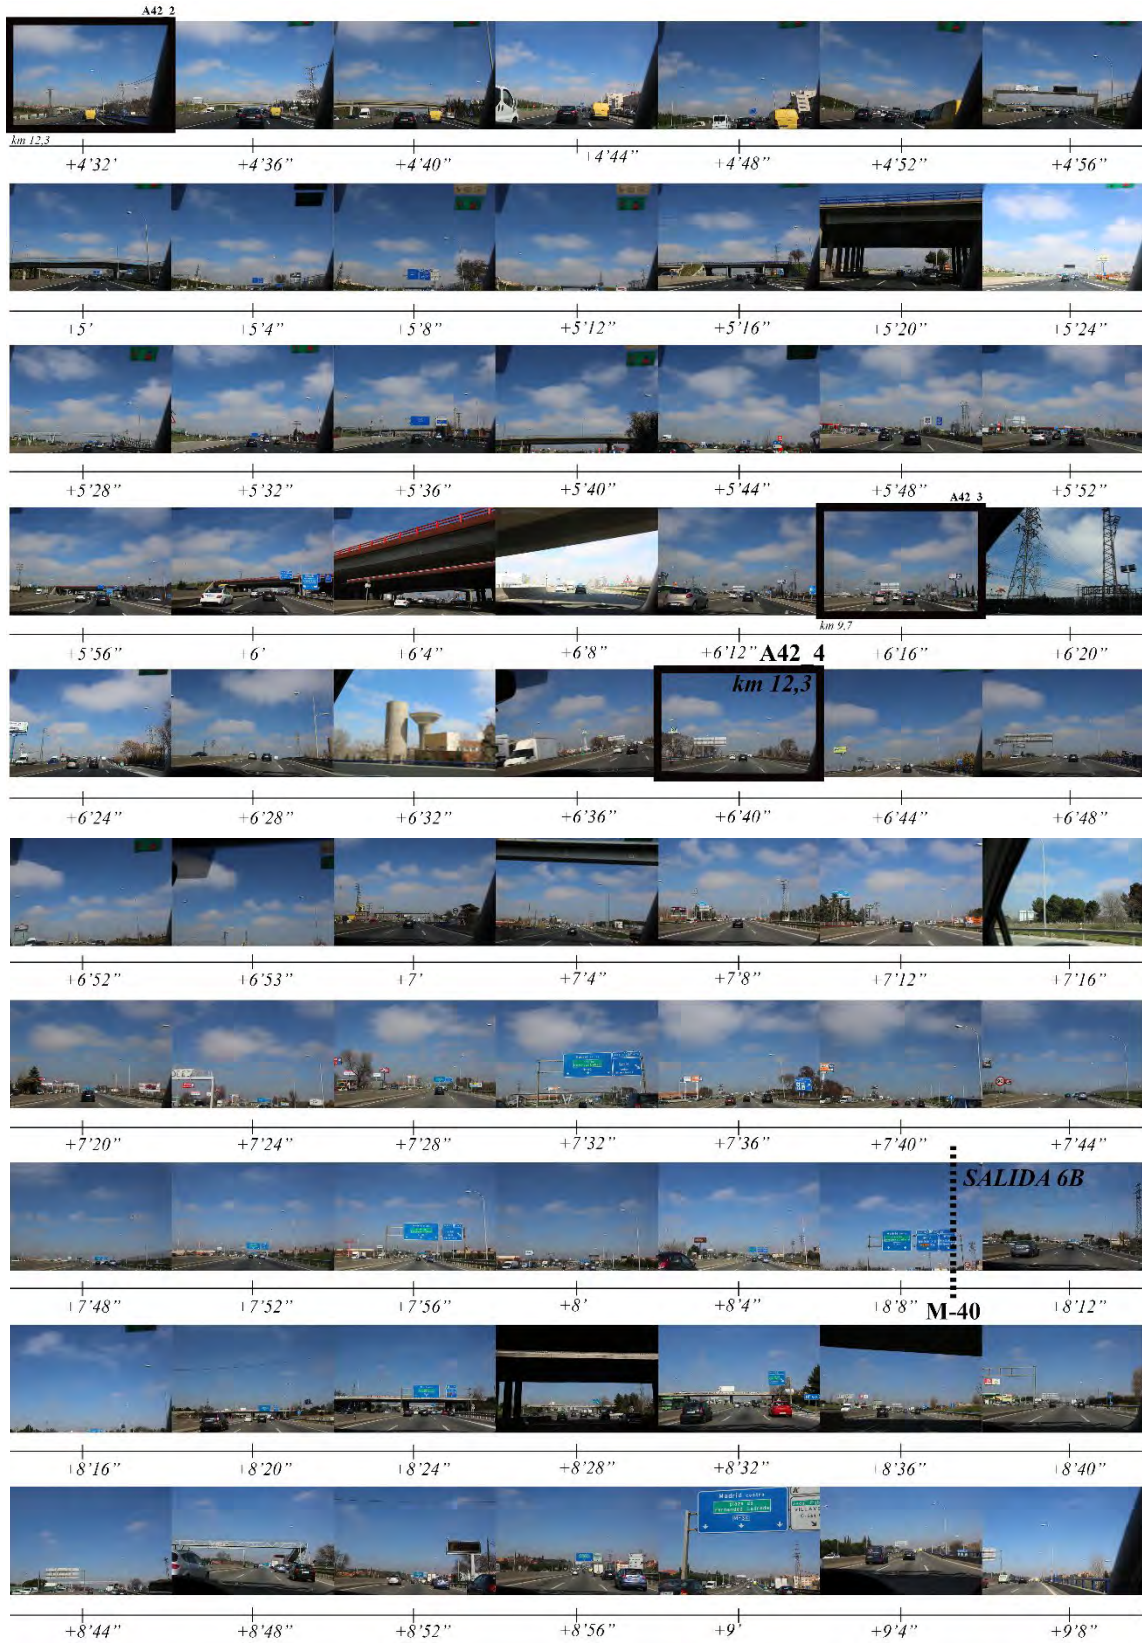 A42_2
km 12,3
+4'32' +4'36” +4'40” +4'44” +4'48” +4'52” +4'56”
+5' +5'4” +5'8” +5'12” +5'16” +5'20” +5'24”
+5'28” +5'32” +5'36” +5'40” +5'44” +5'48” +5'52”
A42_3
km 9,7
+5'56” +6' +6'4” +6'8” +6'12” +6'16” +6'20”
A42_4
km 12,3
+6'24” +6'28” +6'32” +6'36” +6'40” +6'44” +6'48”
+6'52” +6'53” +7' +7'4” +7'8” +7'12” +7'16”
+7'20” +7'24” +7'28” +7'32” +7'36” +7'40” +7'44”
SALIDA 6B
+7'48” +7'52” +7'56” +8' +8'4” +8'8” +8'12”
M-40
+8'16” +8'20” +8'24” +8'28” +8'32” +8'36” +8'40”
Madrid centro
+8'44” +8'48” +8'52” +8'56” +9' +9'4” +9'8”